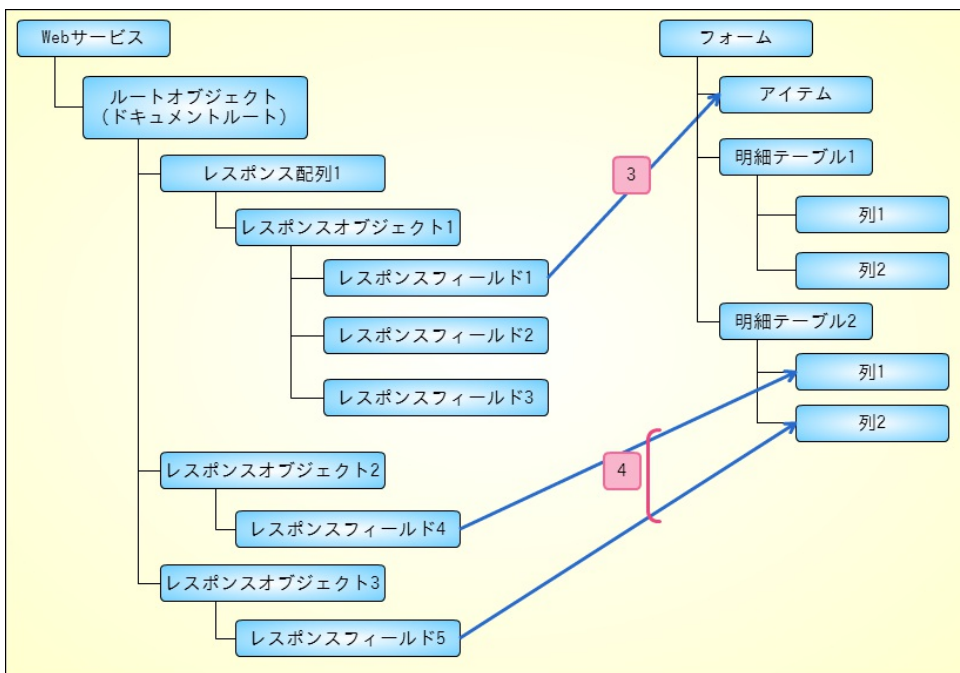 Webサービス
ルートオブジェクト
(ドキュメントルート)
レスポンス配列1
レスポンスオブジェクト1
レスポンスフィールド1
レスポンスフィールド2
レスポンスフィールド3
レスポンスオブジェクト2
レスポンスフィールド4
レスポンスオブジェクト3
レスポンスフィールド5
3
4
フォーム
アイテム
明細テーブル1
列1
列2
明細テーブル2
列1
列2